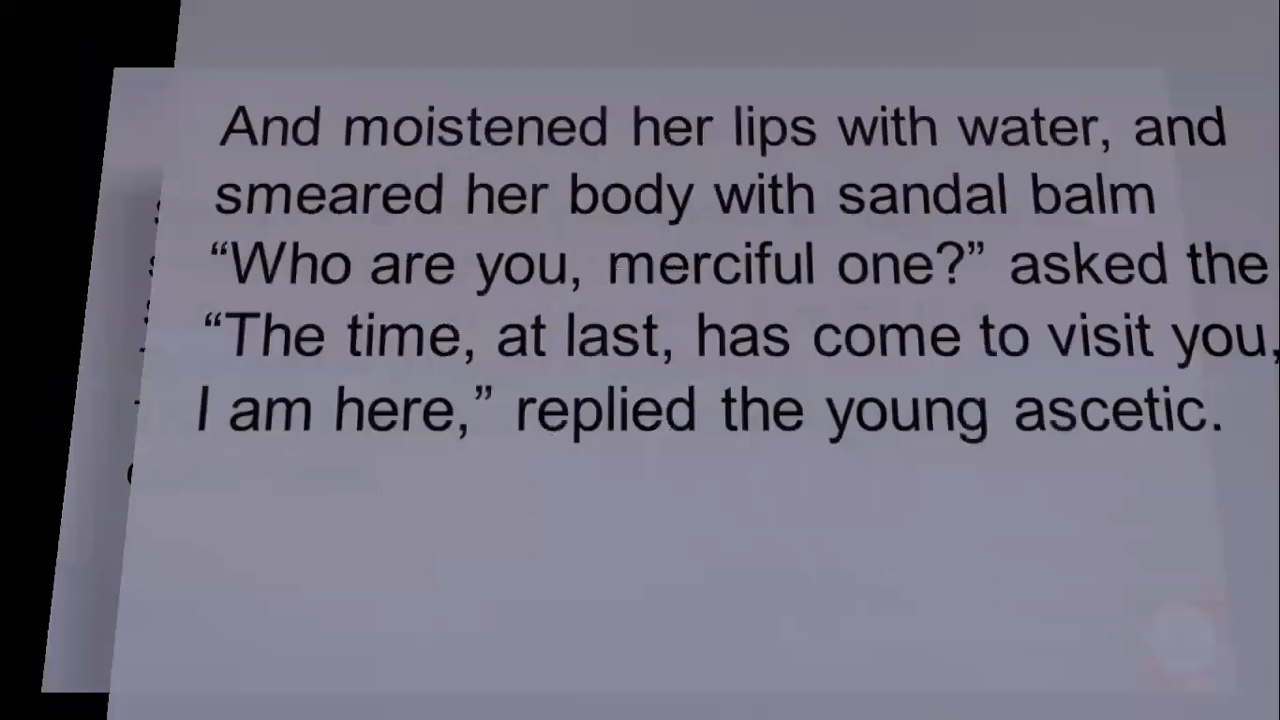 And moistened her lips with water, and
smeared her body with sandal balm
“Who are you, merciful one?” asked the
“The time, at last, has come to visit you,
I am here,” replied the young ascetic.